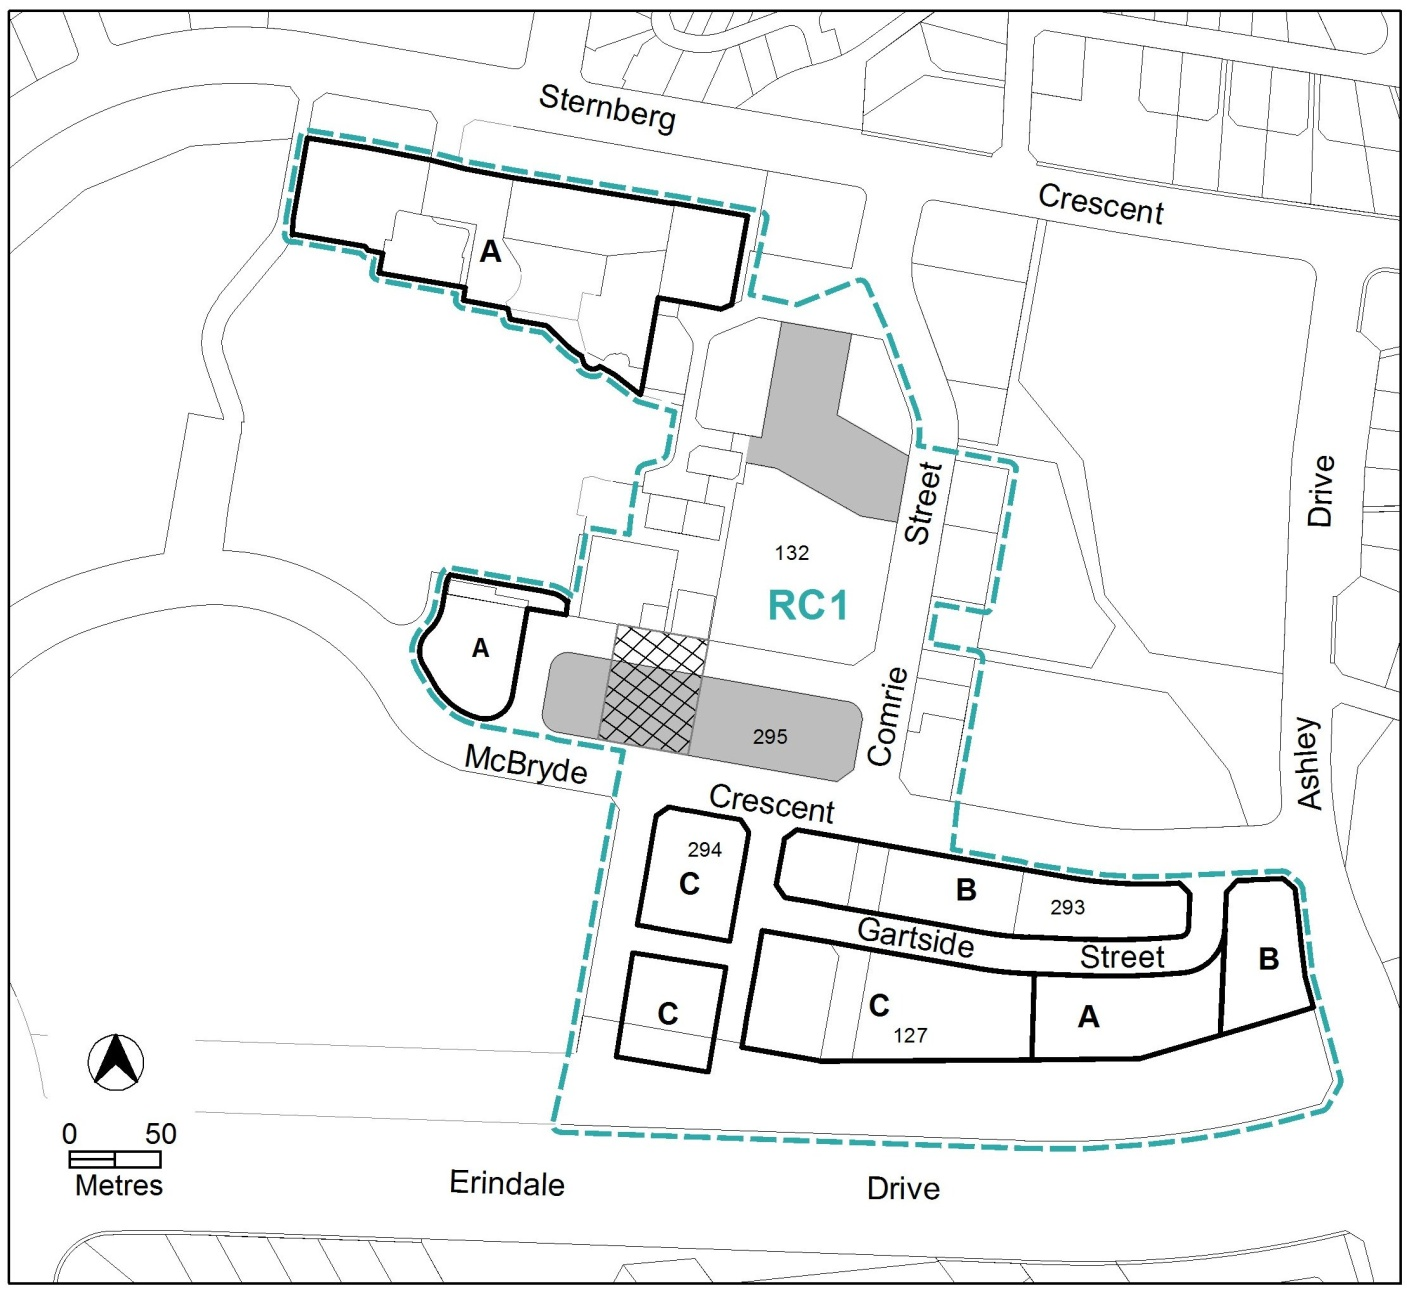 Sternberg
Crescent
A
Drive
Street
132
RC1
A
Comrie
295
Ashley
McBryde
Crescent
294
C
B
293
Gartside
Street
B
C
C
127
A
0 50
Metres
Erindale
Drive